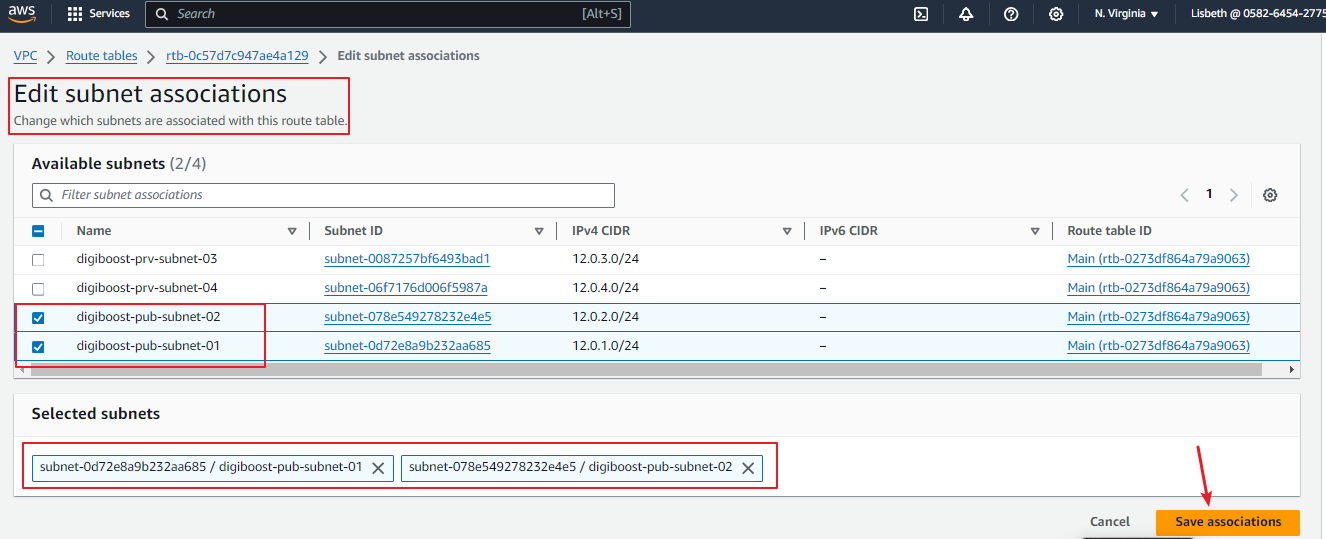 aws Services Search [Alt+S] N. Virginia Lisbeth @ 0582-6454-2775
VPC Route tables rtb-0c57d7c947ae4a129 Edit subnet associations
Edit subnet associations
Change which subnets are associated with this route table.
Available subnets (2/4)
Filter subnet associations
1
Name Subnet ID IPv4 CIDR IPv6 CIDR Route table ID
digiboost-prv-subnet-03 subnet-0087257bf6493bad1 12.0.3.0/24 – Main (rtb-0273df864a79a9063)
digiboost-prv-subnet-04 subnet-06f7176d006f5987a 12.0.4.0/24 – Main (rtb-0273df864a79a9063)
digiboost-pub-subnet-02 subnet-078e549278232e4e5 12.0.2.0/24 – Main (rtb-0273df864a79a9063)
digiboost-pub-subnet-01 subnet-0d72e8a9b232aa685 12.0.1.0/24 – Main (rtb-0273df864a79a9063)
Selected subnets
subnet-0d72e8a9b232aa685 / digiboost-pub-subnet-01 subnet-078e549278232e4e5 / digiboost-pub-subnet-02
Cancel Save associations